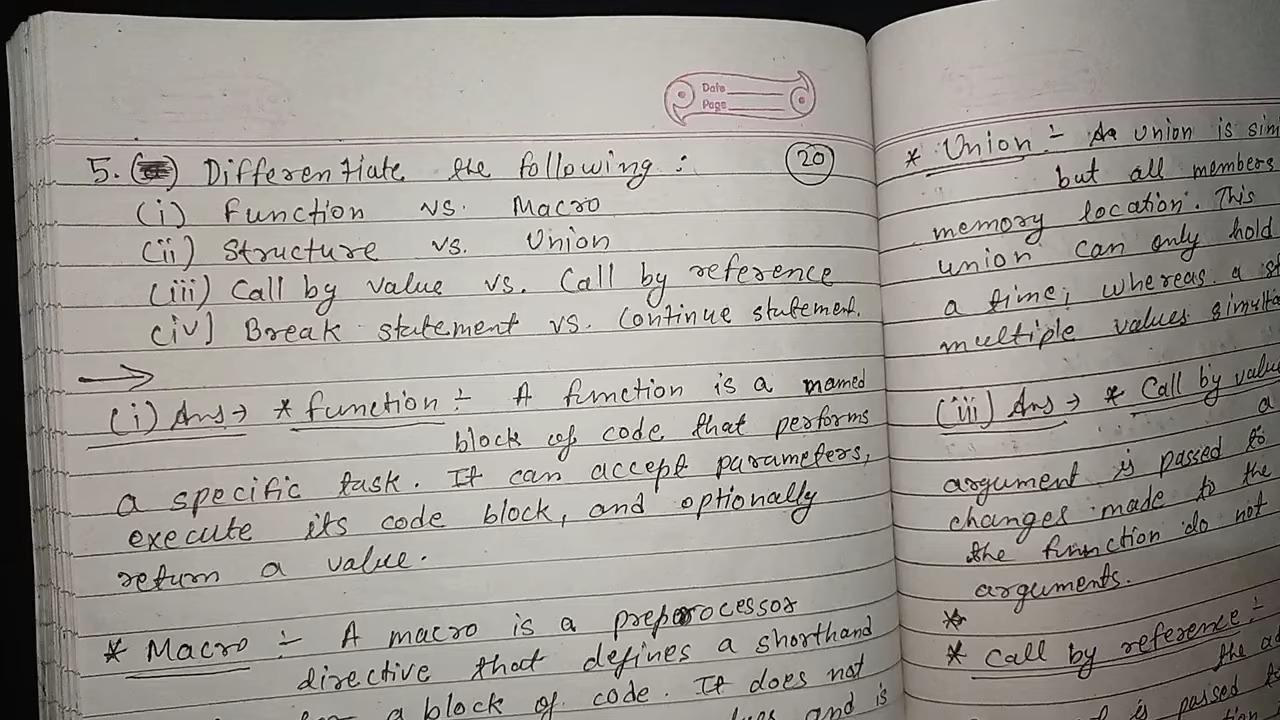 Date
Page
5. Differentiate the following : 20
(i) Function vs. Macro
(ii) Structure vs. Union
(iii) Call by value vs. Call by reference
(iv) Break statement vs. Continue statement.
(i) Ans→ * function :- A function is a named
block of code that performs
a specific task. It can accept parameters,
execute its code block, and optionally
return a value.
* Macro :- A macro is a preprocessor
directive that defines a shorthand
a block of code. It does not
and is
* Union :- A union is
but all members
memory location. This
union can only hold
a time, whereas a
multiple values
(iii) Ans → * Call by value
a
argument is passed to
changes made to the
the function do not
arguments.
*
* Call by reference :-
the
is passed